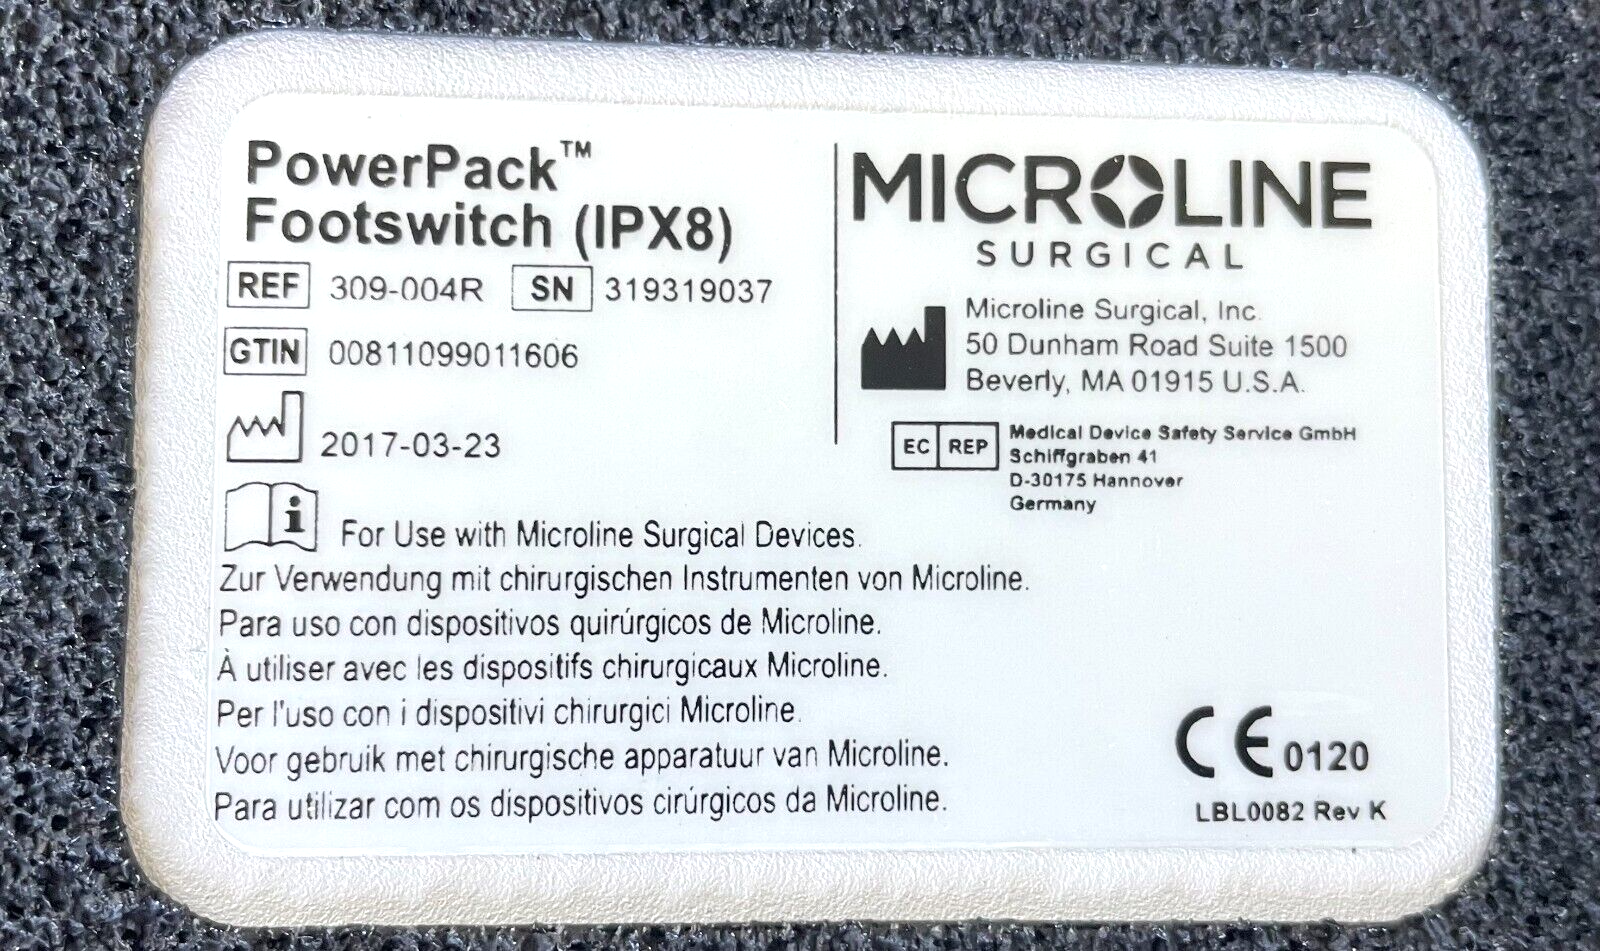 PowerPack™
Footswitch (IPX8)
REF 309-004R SN 319319037
GTIN 00811099011606
2017-03-23
i For Use with Microline Surgical Devices.
Zur Verwendung mit chirurgischen Instrumenten von Microline.
Para uso con dispositivos quirúrgicos de Microline.
À utiliser avec les dispositifs chirurgicaux Microline.
Per l'uso con i dispositivi chirurgici Microline.
Voor gebruik met chirurgische apparatuur van Microline.
Para utilizar com os dispositivos cirúrgicos da Microline.
MICROLINE
SURGICAL
Microline Surgical, Inc.
50 Dunham Road Suite 1500
Beverly, MA 01915 U.S.A.
EC REP Medical Device Safety Service GmbH
Schiffgraben 41
D-30175 Hannover
Germany
CE 0120
LBL0082 Rev K